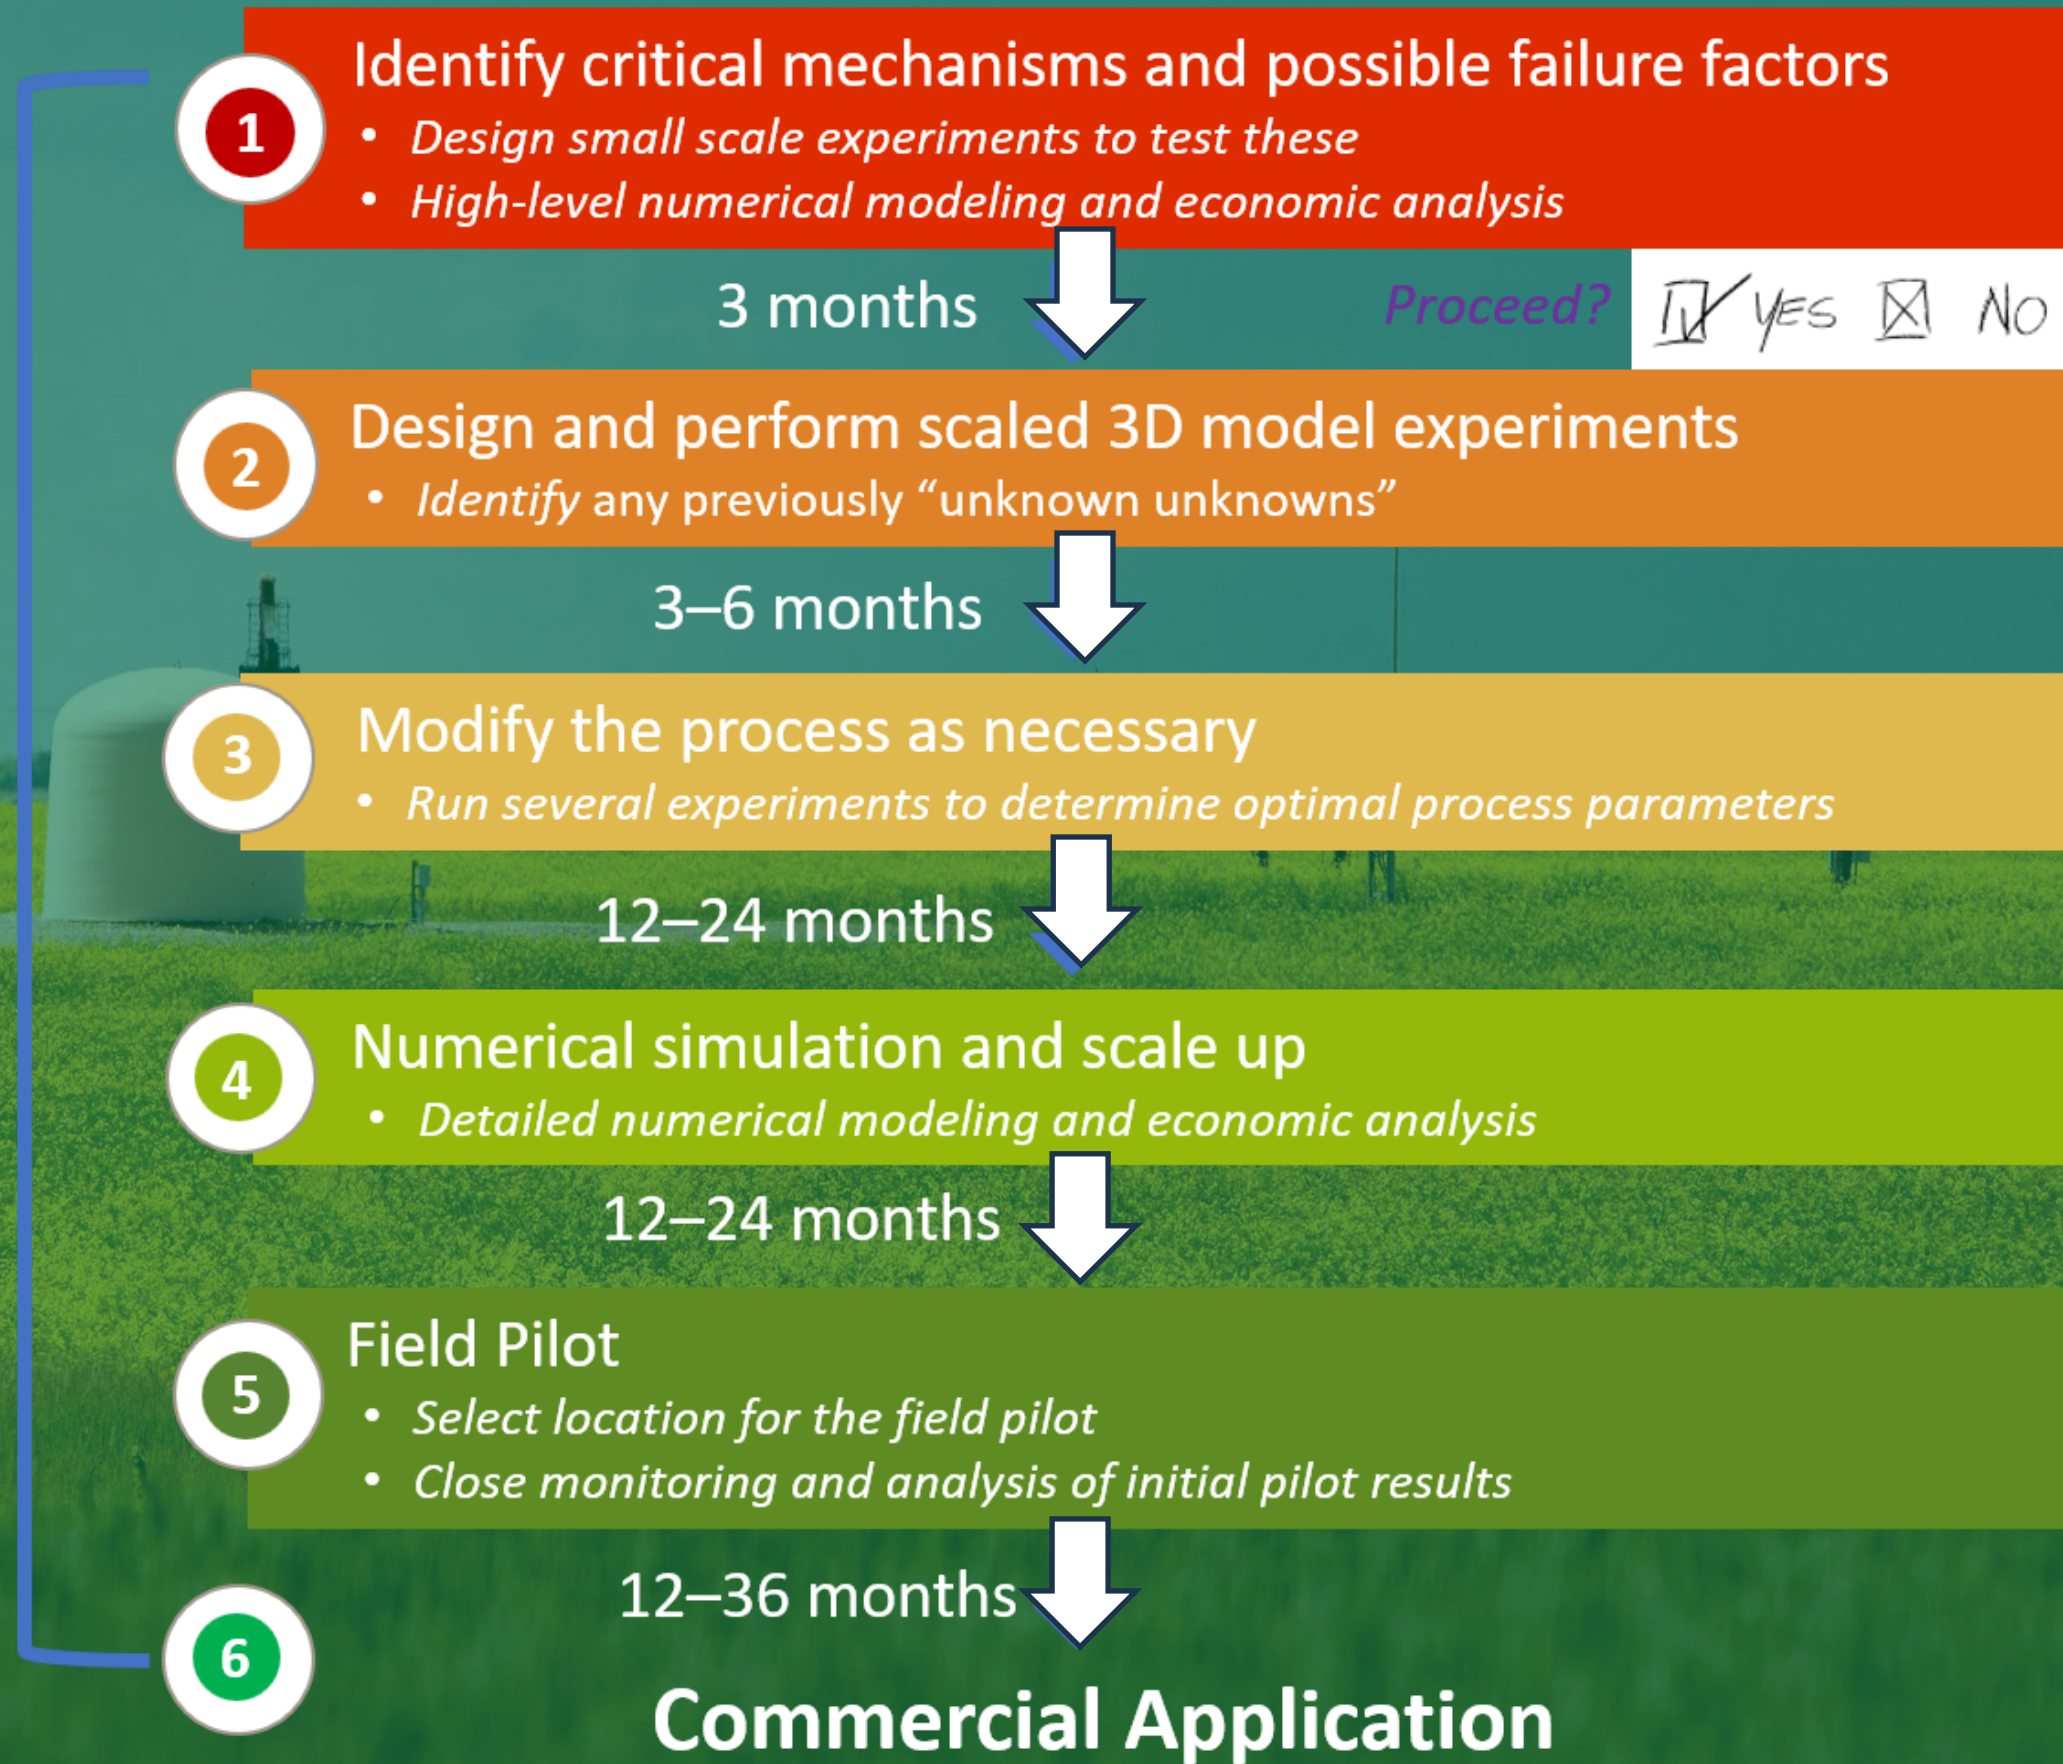 1
Identify critical mechanisms and possible failure factors
• Design small scale experiments to test these
• High-level numerical modeling and economic analysis
3 months
Proceed? YES NO
2
Design and perform scaled 3D model experiments
• Identify any previously “unknown unknowns”
3–6 months
3
Modify the process as necessary
• Run several experiments to determine optimal process parameters
12–24 months
4
Numerical simulation and scale up
• Detailed numerical modeling and economic analysis
12–24 months
5
Field Pilot
• Select location for the field pilot
• Close monitoring and analysis of initial pilot results
12–36 months
6
Commercial Application